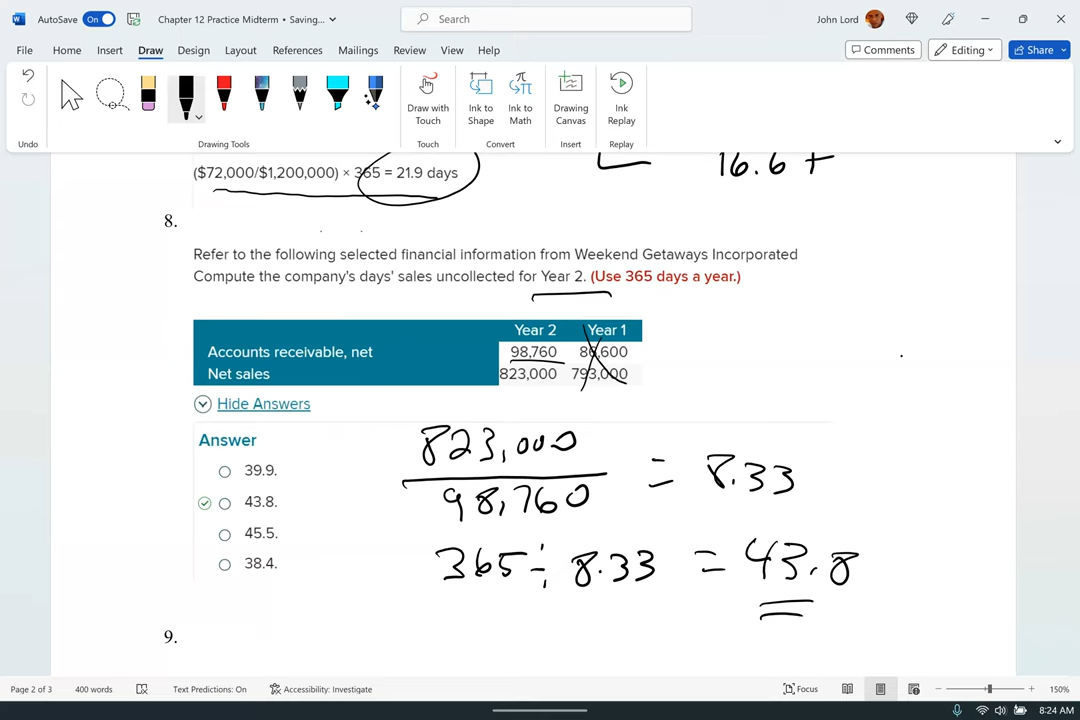 AutoSave On Chapter 12 Practice Midterm • Saving... Search John Lord
File Home Insert Draw Design Layout References Mailings Review View Help Comments Editing Share
Draw with Touch
Ink to Shape
Ink to Math
Drawing Canvas
Ink Replay
Undo Drawing Tools Touch Convert Insert Replay
($72,000/$1,200,000) × 365 = 21.9 days
16.6+
8.
Refer to the following selected financial information from Weekend Getaways Incorporated
Compute the company's days' sales uncollected for Year 2. (Use 365 days a year.)
Year 2 Year 1
Accounts receivable, net 98,760 86,600
Net sales 823,000 793,000
Hide Answers
Answer
39.9.
43.8.
45.5.
38.4.
823,000
98,760
= 8.33
365 ÷ 8.33 = 43.8
9.
Page 2 of 3 400 words Text Predictions: On Accessibility: Investigate Focus 150%
8:24 AM